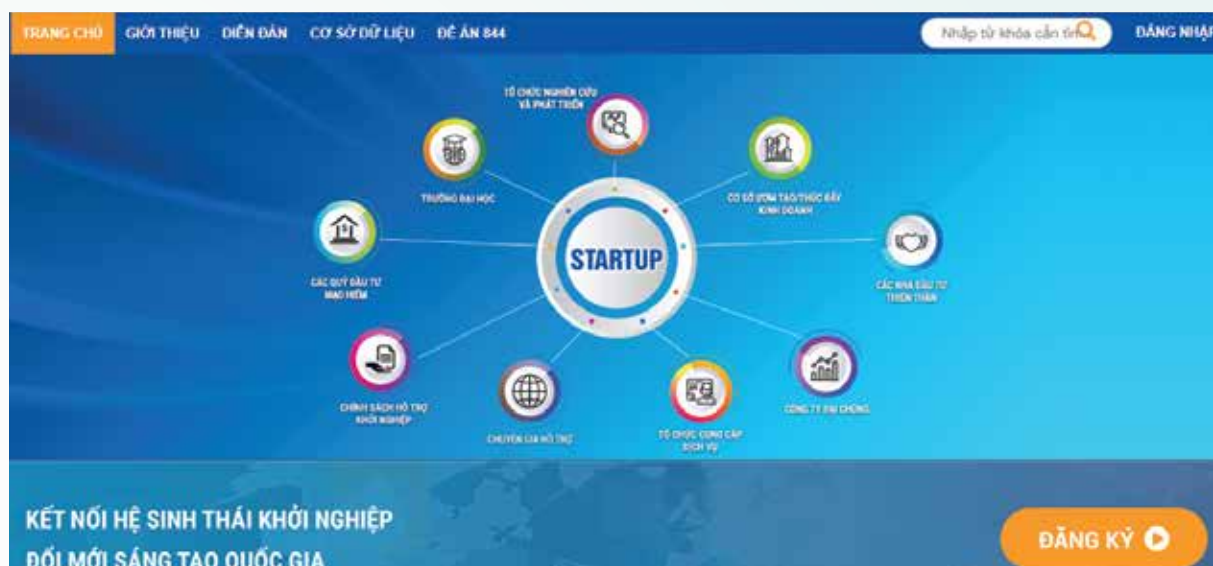 TRANG CHỦ GIỚI THIỆU DIỄN ĐÀN CƠ SỞ DỮ LIỆU ĐỀ ÁN 844 Nhập từ khóa cần tìm ĐĂNG NHẬP
TỔ CHỨC NGHIÊN CỨU
VÀ PHÁT TRIỂN
TRƯỜNG ĐẠI HỌC
CƠ SỞ ƯƠM TẠO/THÚC ĐẨY
KINH DOANH
CÁC QUỸ ĐẦU TƯ
MẠO HIỂM
STARTUP
CÁC NHÀ ĐẦU TƯ
THIÊN THẦN
CHÍNH SÁCH HỖ TRỢ
KHỞI NGHIỆP
CHUYÊN GIA HỖ TRỢ
TỔ CHỨC CUNG CẤP
DỊCH VỤ
CÔNG TY ĐẠI CHÚNG
KẾT NỐI HỆ SINH THÁI KHỞI NGHIỆP
ĐỔI MỚI SÁNG TẠO QUỐC GIA
ĐĂNG KÝ